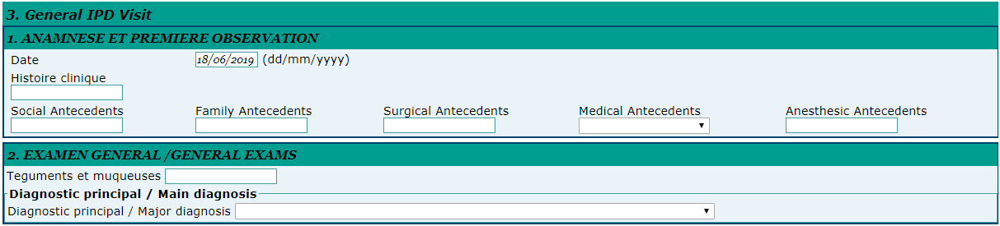 3. General IPD Visit
1. ANAMNESE ET PREMIERE OBSERVATION
Date 18/06/2019 (dd/mm/yyyy)
Histoire clinique
Social Antecedents Family Antecedents Surgical Antecedents Medical Antecedents Anesthesic Antecedents
2. EXAMEN GENERAL /GENERAL EXAMS
Teguments et muqueuses
Diagnostic principal / Main diagnosis
Diagnostic principal / Major diagnosis